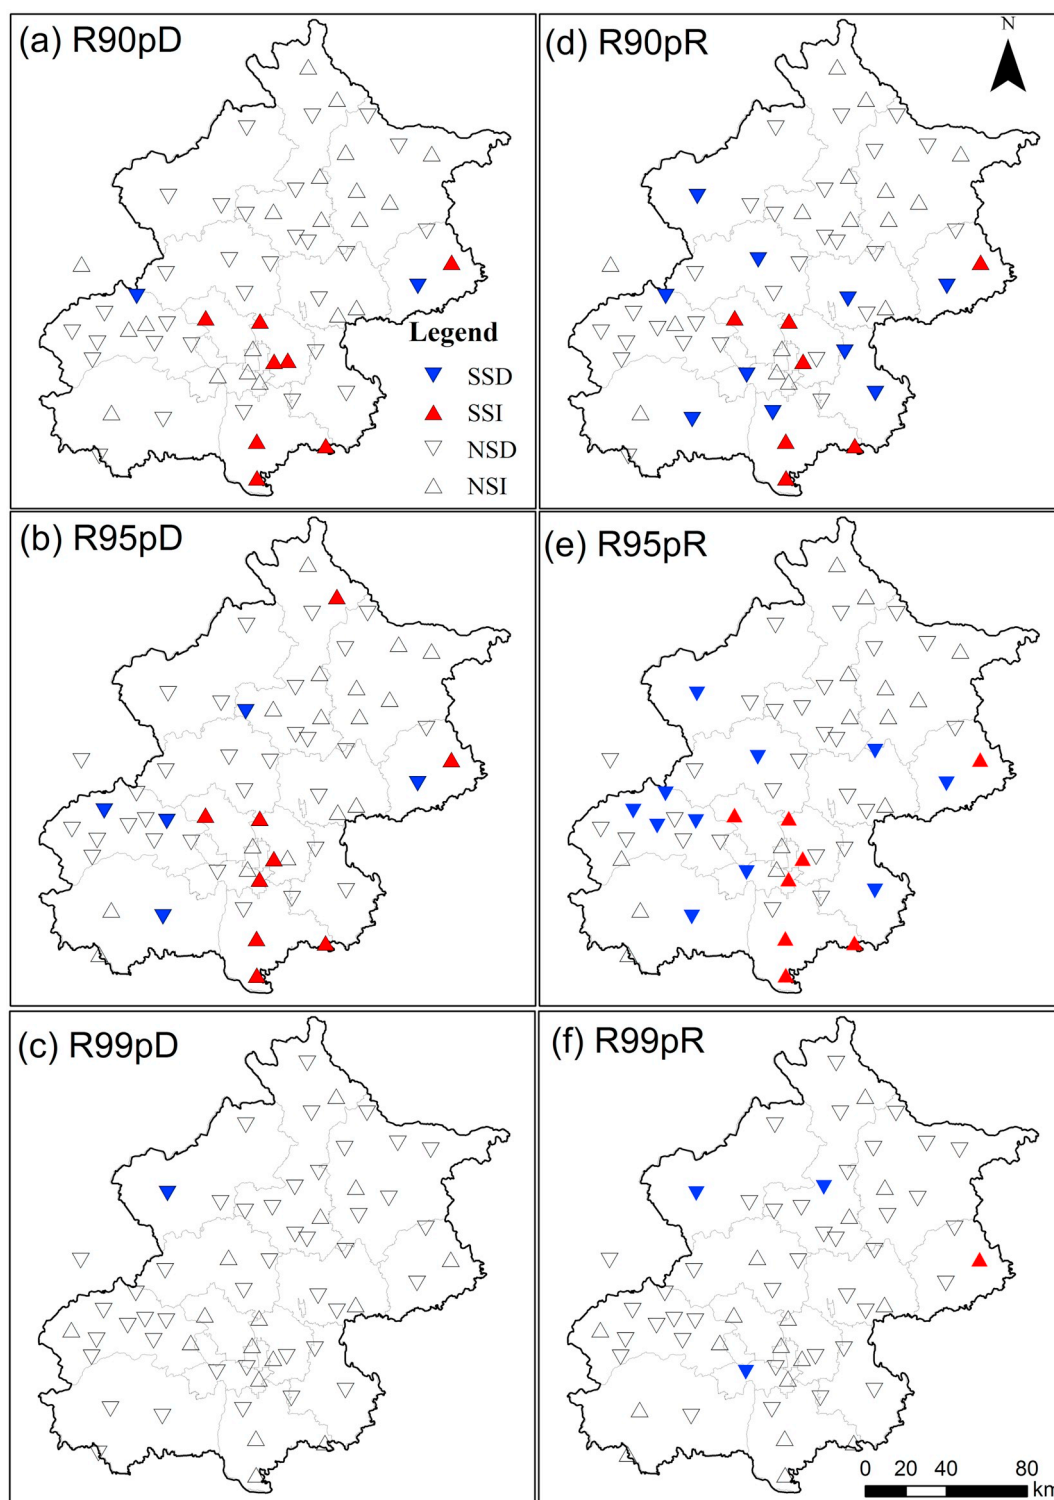 (a) R90pD
(d) R90pR
N
Legend
SSD
SSI
NSD
NSI
(b) R95pD
(e) R95pR
(c) R99pD
(f) R99pR
0 20 40 80
km